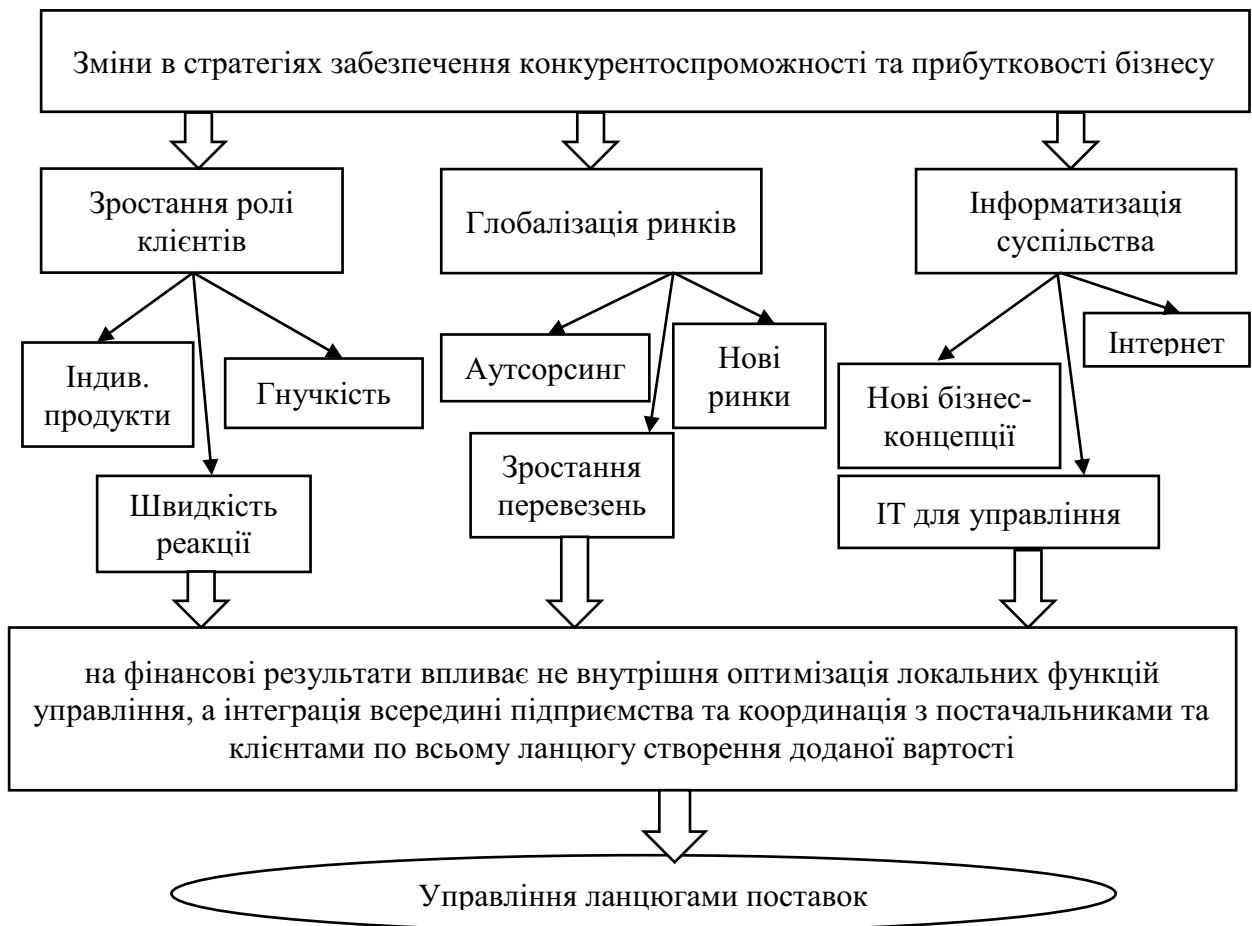 Зміни в стратегіях забезпечення конкурентоспроможності та прибутковості бізнесу
Зростання ролі
клієнтів
Глобалізація ринків
Інформатизація
суспільства
Індив.
продукти
Гнучкість
Швидкість
реакції
Аутсорсинг
Нові
ринки
Зростання
перевезень
Інтернет
Нові бізнес-
концепції
ІТ для управління
на фінансові результати впливає не внутрішня оптимізація локальних функцій
управління, а інтеграція всередині підприємства та координація з постачальниками та
клієнтами по всьому ланцюгу створення доданої вартості
Управління ланцюгами поставок